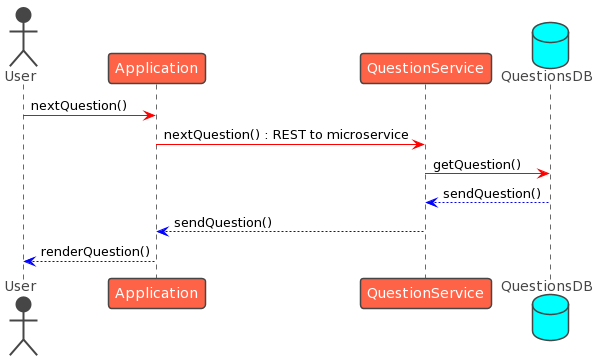 User
Application
QuestionService
QuestionsDB
nextQuestion()
nextQuestion() : REST to microservice
getQuestion()
sendQuestion()
sendQuestion()
renderQuestion()
User
Application
QuestionService
QuestionsDB